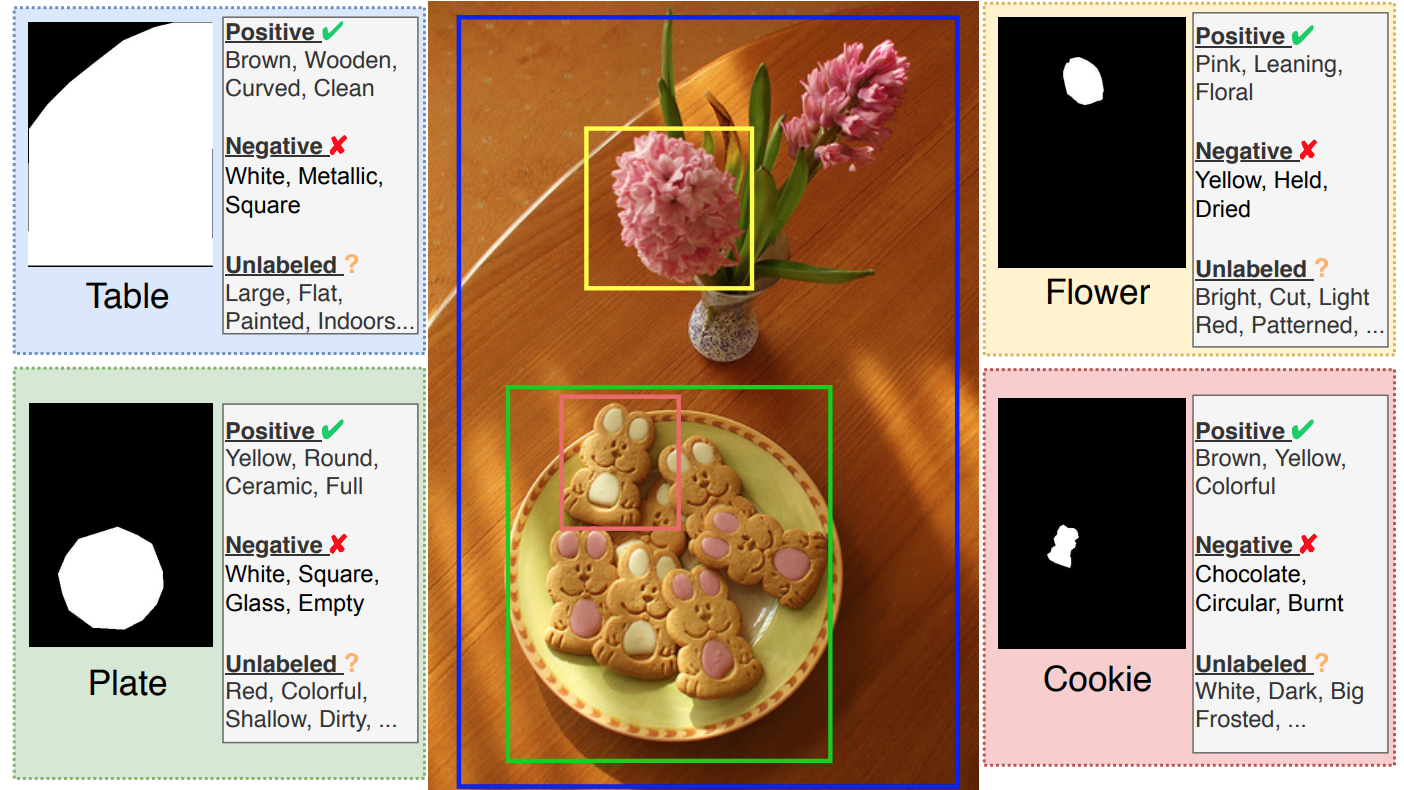 Positive ✔
Brown, Wooden,
Curved, Clean
Negative ✘
White, Metallic,
Square
Unlabeled ?
Large, Flat,
Painted, Indoors...
Table
Positive ✔
Yellow, Round,
Ceramic, Full
Negative ✘
White, Square,
Glass, Empty
Unlabeled ?
Red, Colorful,
Shallow, Dirty, ...
Plate
Positive ✔
Pink, Leaning,
Floral
Negative ✘
Yellow, Held,
Dried
Unlabeled ?
Bright, Cut, Light
Red, Patterned, ...
Flower
Positive ✔
Brown, Yellow,
Colorful
Negative ✘
Chocolate,
Circular, Burnt
Unlabeled ?
White, Dark, Big
Frosted, ...
Cookie